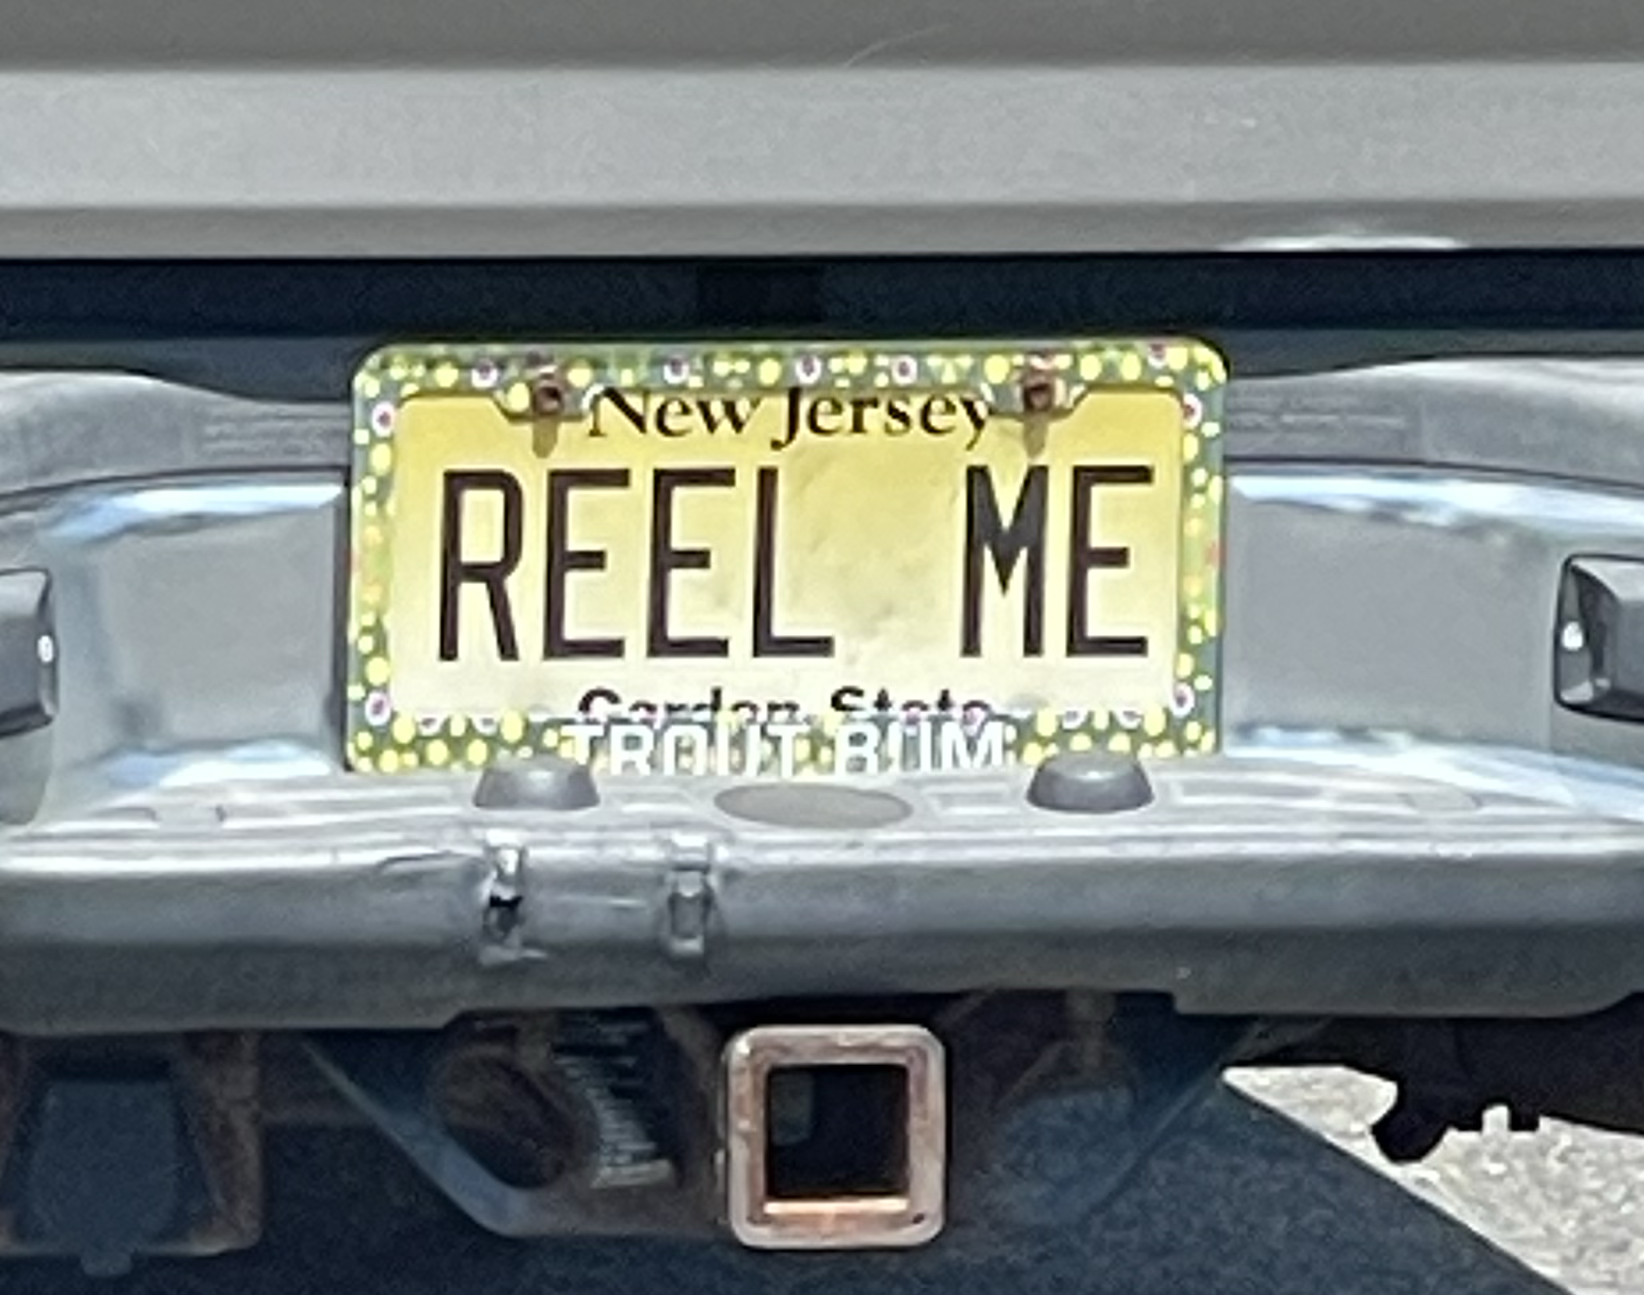 New Jersey
REEL ME
Garden State
TROUT BUM